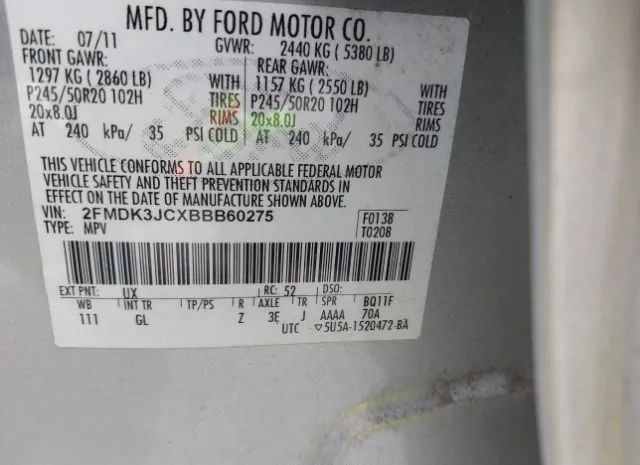 MFD. BY FORD MOTOR CO.
DATE: 07/11 GVWR: 2440 KG ( 5380 LB)
FRONT GAWR: REAR GAWR:
1297 KG ( 2860 LB) WITH 1157 KG ( 2550 LB) WITH
P245/50R20 102H TIRES P245/50R20 102H TIRES
20x8.0J RIMS 20x8.0J RIMS
AT 240 kPa/ 35 PSI COLD AT 240 kPa/ 35 PSI COLD
THIS VEHICLE CONFORMS TO ALL APPLICABLE FEDERAL MOTOR
VEHICLE SAFETY AND THEFT PREVENTION STANDARDS IN
EFFECT ON THE DATE OF MANUFACTURE SHOWN ABOVE.
VIN: 2FMDK3JCXBBB60275 F0138
TYPE: MPV T0208
EXT PNT: UX RC: 52 DSO:
WB INT TR TP/PS R AXLE TR SPR BQ11F
111 GL Z 3E J AAAA 70A
UTC ▽5U5A-1520472-BA